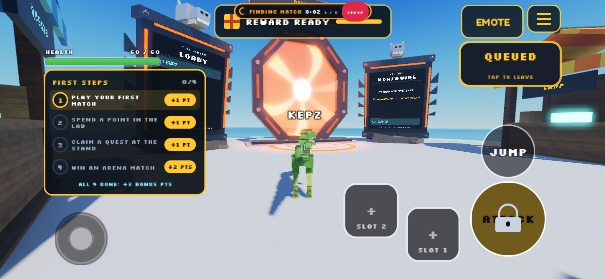 FINDING MATCH 0:02
LEAVE
REWARD READY
EMOTE
QUEUED
TAP TO LEAVE
HEALTH
60 / 60
FIRST STEPS
0/4
1 PLAY YOUR FIRST MATCH +1 PT
2 SPEND A POINT IN THE LAB +1 PT
3 CLAIM A QUEST AT THE STAND +1 PT
4 WIN AN ARENA MATCH +2 PTS
ALL 4 DONE: +3 BONUS PTS
LOADY
KEPZ
JUMP
ATTACK
+
SLOT 2
+
SLOT 1